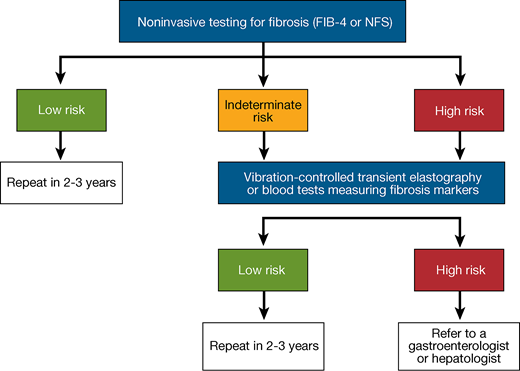 Noninvasive testing for fibrosis (FIB-4 or NFS)
Low risk
Indeterminate
risk
High risk
Repeat in 2-3 years
Vibration-controlled transient elastography
or blood tests measuring fibrosis markers
Low risk
High risk
Repeat in 2-3 years
Refer to a
gastroenterologist
or hepatologist